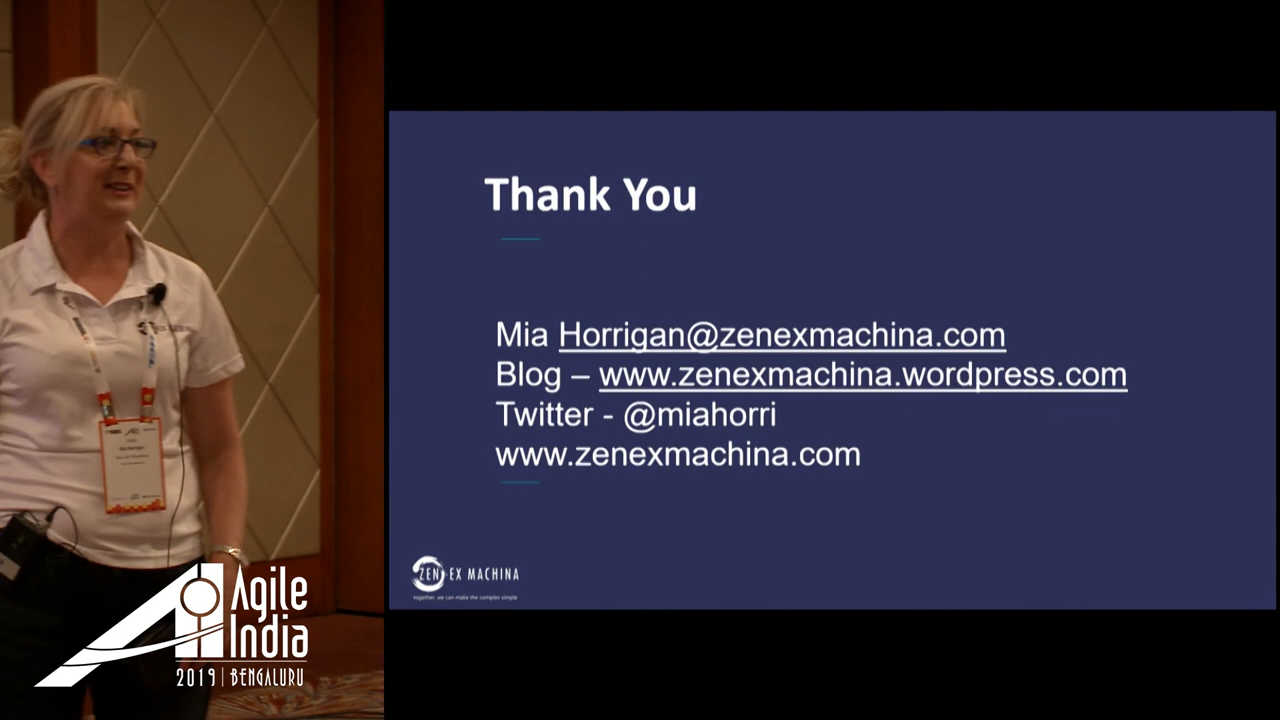 Thank You
Mia Horrigan@zenexmachina.com
Blog – www.zenexmachina.wordpress.com
Twitter - @miahorri
www.zenexmachina.com
ZEN EX MACHINA
together, we can make the complex simple
Agile
India
2019 | BENGALURU